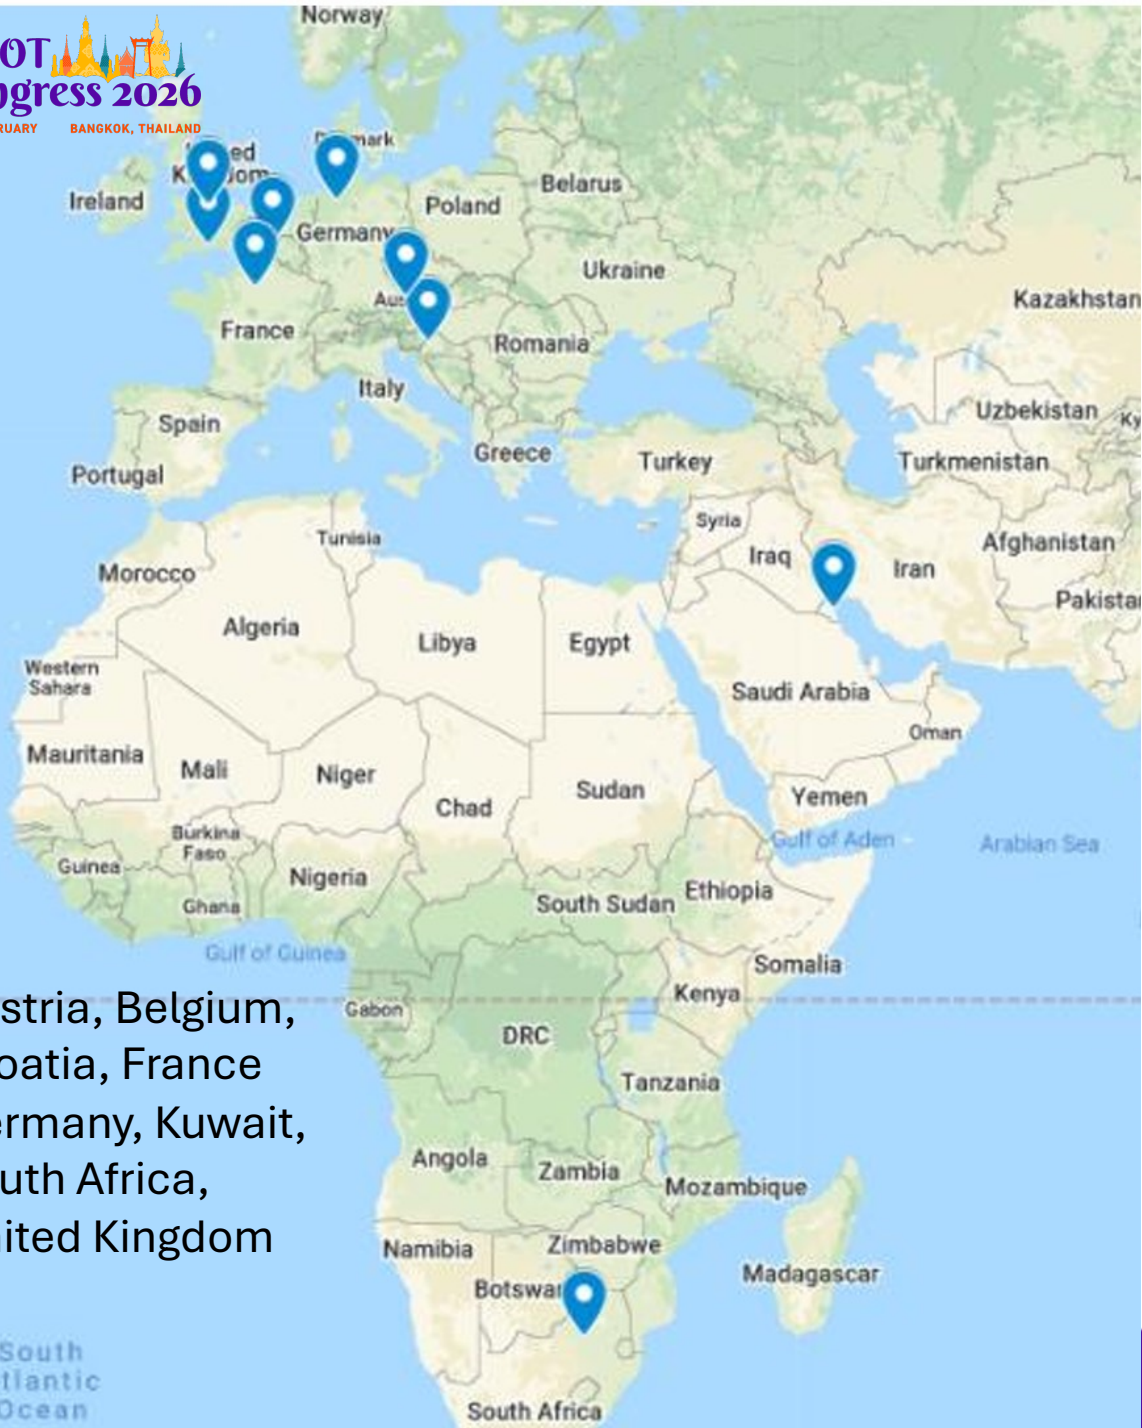 Norway
OT
ngress 2026
RUARY BANGKOK, THAILAND
Ireland
Poland
Belarus
Germany
Ukraine
Kazakhstan
France
Romania
Italy
Uzbekistan
Spain
Ky
Greece
Turkey
Turkmenistan
Portugal
Syria
Tunisia
Afghanistan
Iraq
Iran
Morocco
Pakista
Algeria
Libya
Egypt
Western
Sahara
Saudi Arabia
Oman
Mauritania
Mali
Niger
Sudan
Chad
Yemen
Burkina
Faso
Gulf of Aden
Arabian Sea
Guinea
Nigeria
Ethiopia
Ghana
South Sudan
Gulf of Guinea
Somalia
Kenya
Gabon
stria, Belgium,
oatia, France
ermany, Kuwait,
uth Africa,
ited Kingdom
DRC
Tanzania
Angola
Zambia
Mozambique
Namibia
Zimbabwe
Madagascar
Botswa
South
tlantic
Ocean
South Africa